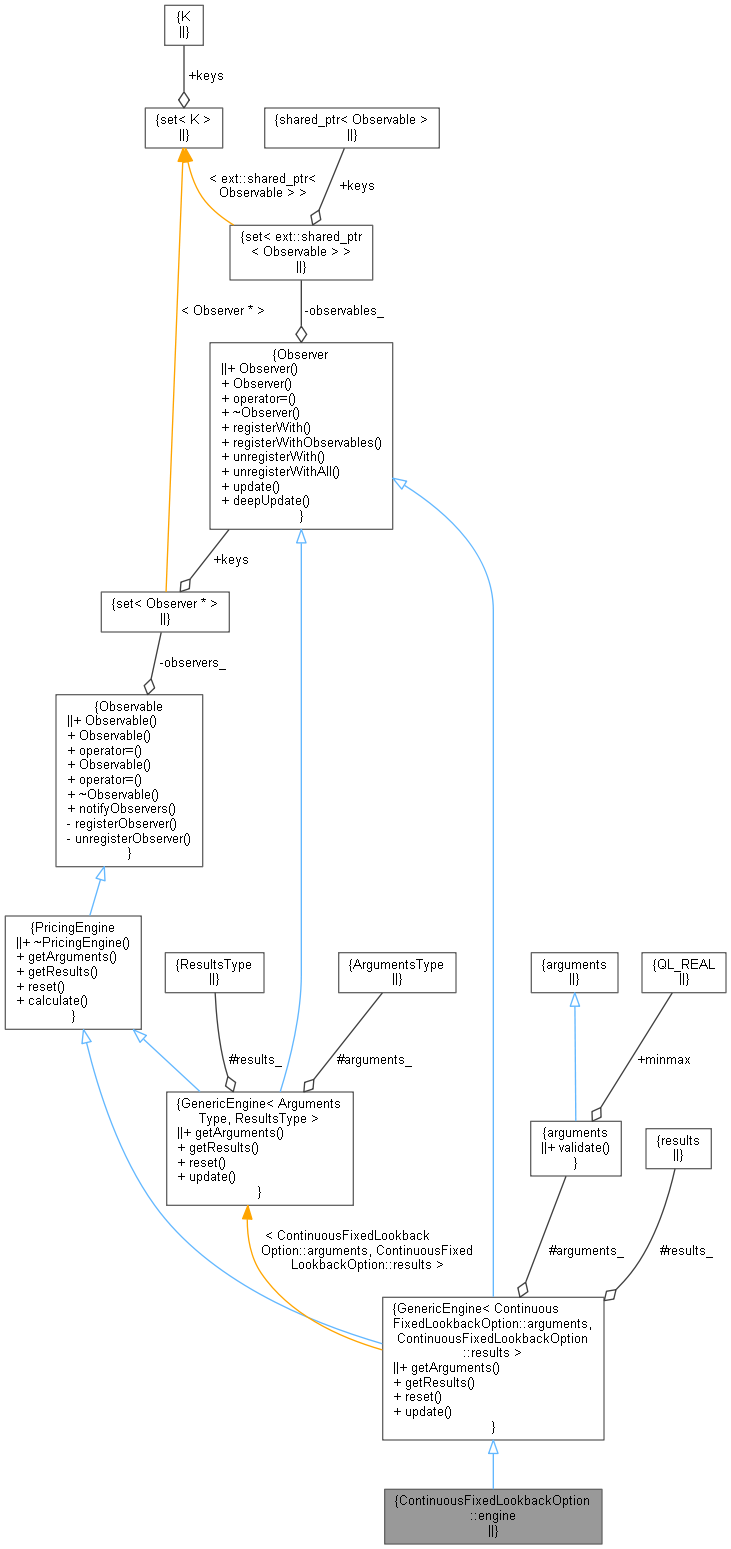 {K
||}
+keys
{set< K >
||}
{shared_ptr< Observable >
||}
< ext::shared_ptr<
Observable > >
+keys
{set< ext::shared_ptr
< Observable > >
||}
< Observer * >
-observables_
{Observer
||+ Observer()
+ Observer()
+ operator=()
+ ~Observer()
+ registerWith()
+ registerWithObservables()
+ unregisterWith()
+ unregisterWithAll()
+ update()
+ deepUpdate()
}
+keys
{set< Observer * >
||}
-observers_
{Observable
||+ Observable()
+ Observable()
+ operator=()
+ Observable()
+ operator=()
+ ~Observable()
+ notifyObservers()
- registerObserver()
- unregisterObserver()
}
{PricingEngine
||+ ~PricingEngine()
+ getArguments()
+ getResults()
+ reset()
+ calculate()
}
{ResultsType
||}
{ArgumentsType
||}
{arguments
||}
{QL_REAL
||}
#results_
#arguments_
+minmax
{GenericEngine< Arguments
Type, ResultsType >
||+ getArguments()
+ getResults()
+ reset()
+ update()
}
{arguments
||+ validate()
}
{results
||}
< ContinuousFixedLookback
Option::arguments, ContinuousFixed
LookbackOption::results >
#arguments_
#results_
{GenericEngine< Continuous
FixedLookbackOption::arguments,
ContinuousFixedLookbackOption
::results >
||+ getArguments()
+ getResults()
+ reset()
+ update()
}
{ContinuousFixedLookbackOption
::engine
||}